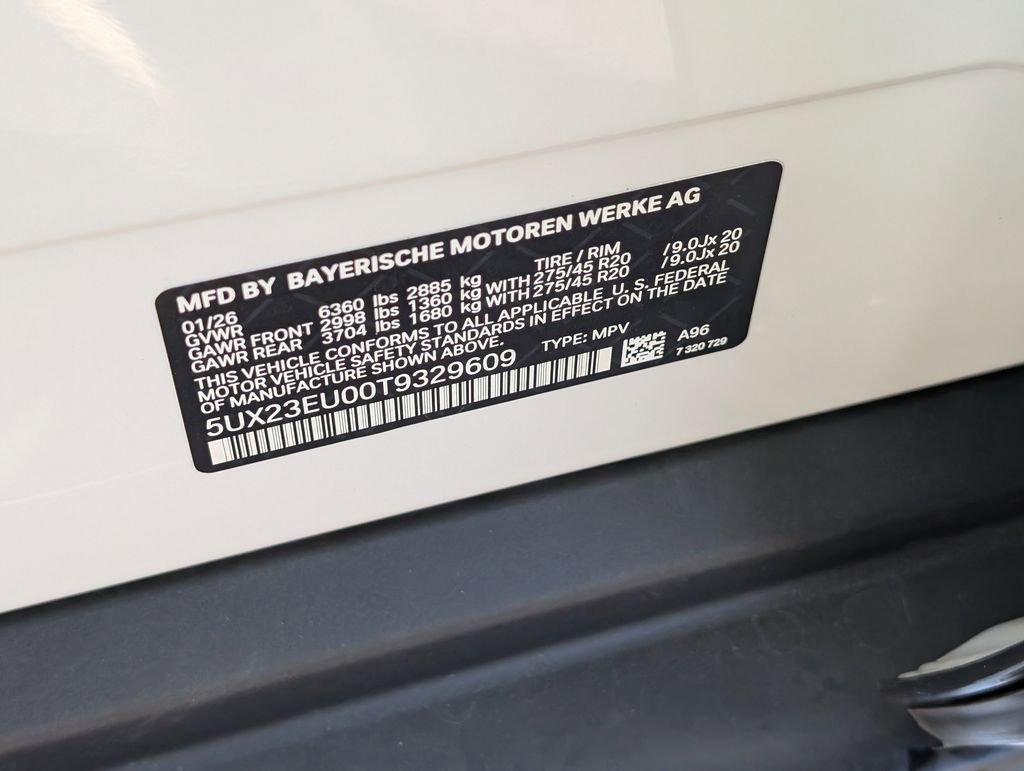 MFD BY BAYERISCHE MOTOREN WERKE AG
01/26 TIRE / RIM
GVWR 6360 lbs 2885 kg
GAWR FRONT 2998 lbs 1360 kg WITH 275/45 R20 /9.0Jx 20
GAWR REAR 3704 lbs 1680 kg WITH 275/45 R20 /9.0Jx 20
THIS VEHICLE CONFORMS TO ALL APPLICABLE U. S. FEDERAL
MOTOR VEHICLE SAFETY STANDARDS IN EFFECT ON THE DATE
OF MANUFACTURE SHOWN ABOVE.
5UX23EU00T9329609 TYPE: MPV A96
7 320 729